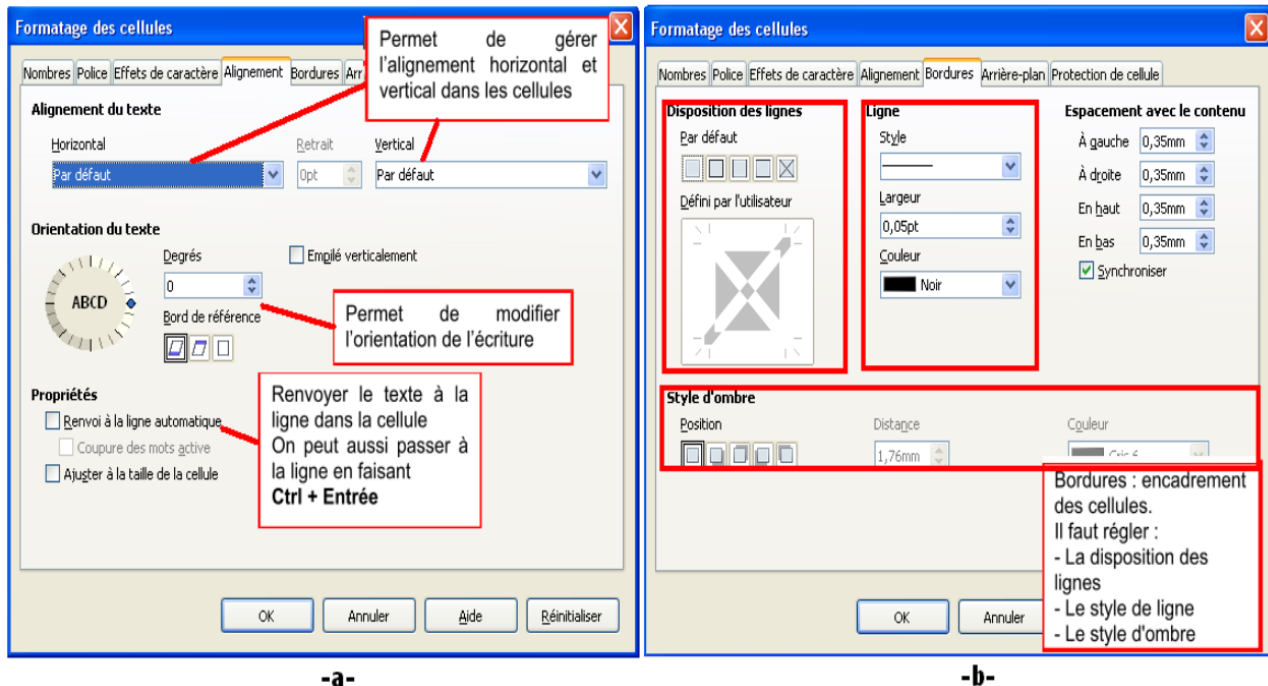 Formatage des cellules
Permet de gérer
l'alignement horizontal et
vertical dans les cellules
Nombres Police Effets de caractère Alignement Bordures Arr
Alignement du texte
Horizontal Retrait Vertical
Par défaut 0pt Par défaut
Orientation du texte
Degrés Empilé verticalement
0
ABCD
Bord de référence
Permet de modifier
l'orientation de l'écriture
Propriétés
Renvoi à la ligne automatique
Coupure des mots active
Ajuster à la taille de la cellule
Renvoyer le texte à la
ligne dans la cellule
On peut aussi passer à
la ligne en faisant
Ctrl + Entrée
OK Annuler Aide Réinitialiser
-a-
Formatage des cellules
Nombres Police Effets de caractère Alignement Bordures Arrière-plan Protection de cellule
Disposition des lignes
Par défaut
Défini par l'utilisateur
Ligne
Style
Largeur
0,05pt
Couleur
Noir
Espacement avec le contenu
À gauche 0,35mm
À droite 0,35mm
En haut 0,35mm
En bas 0,35mm
Synchroniser
Style d'ombre
Position Distance Couleur
1,76mm Gris 6
Bordures : encadrement
des cellules.
Il faut régler :
- La disposition des
lignes
- Le style de ligne
- Le style d'ombre
OK Annuler
-b-